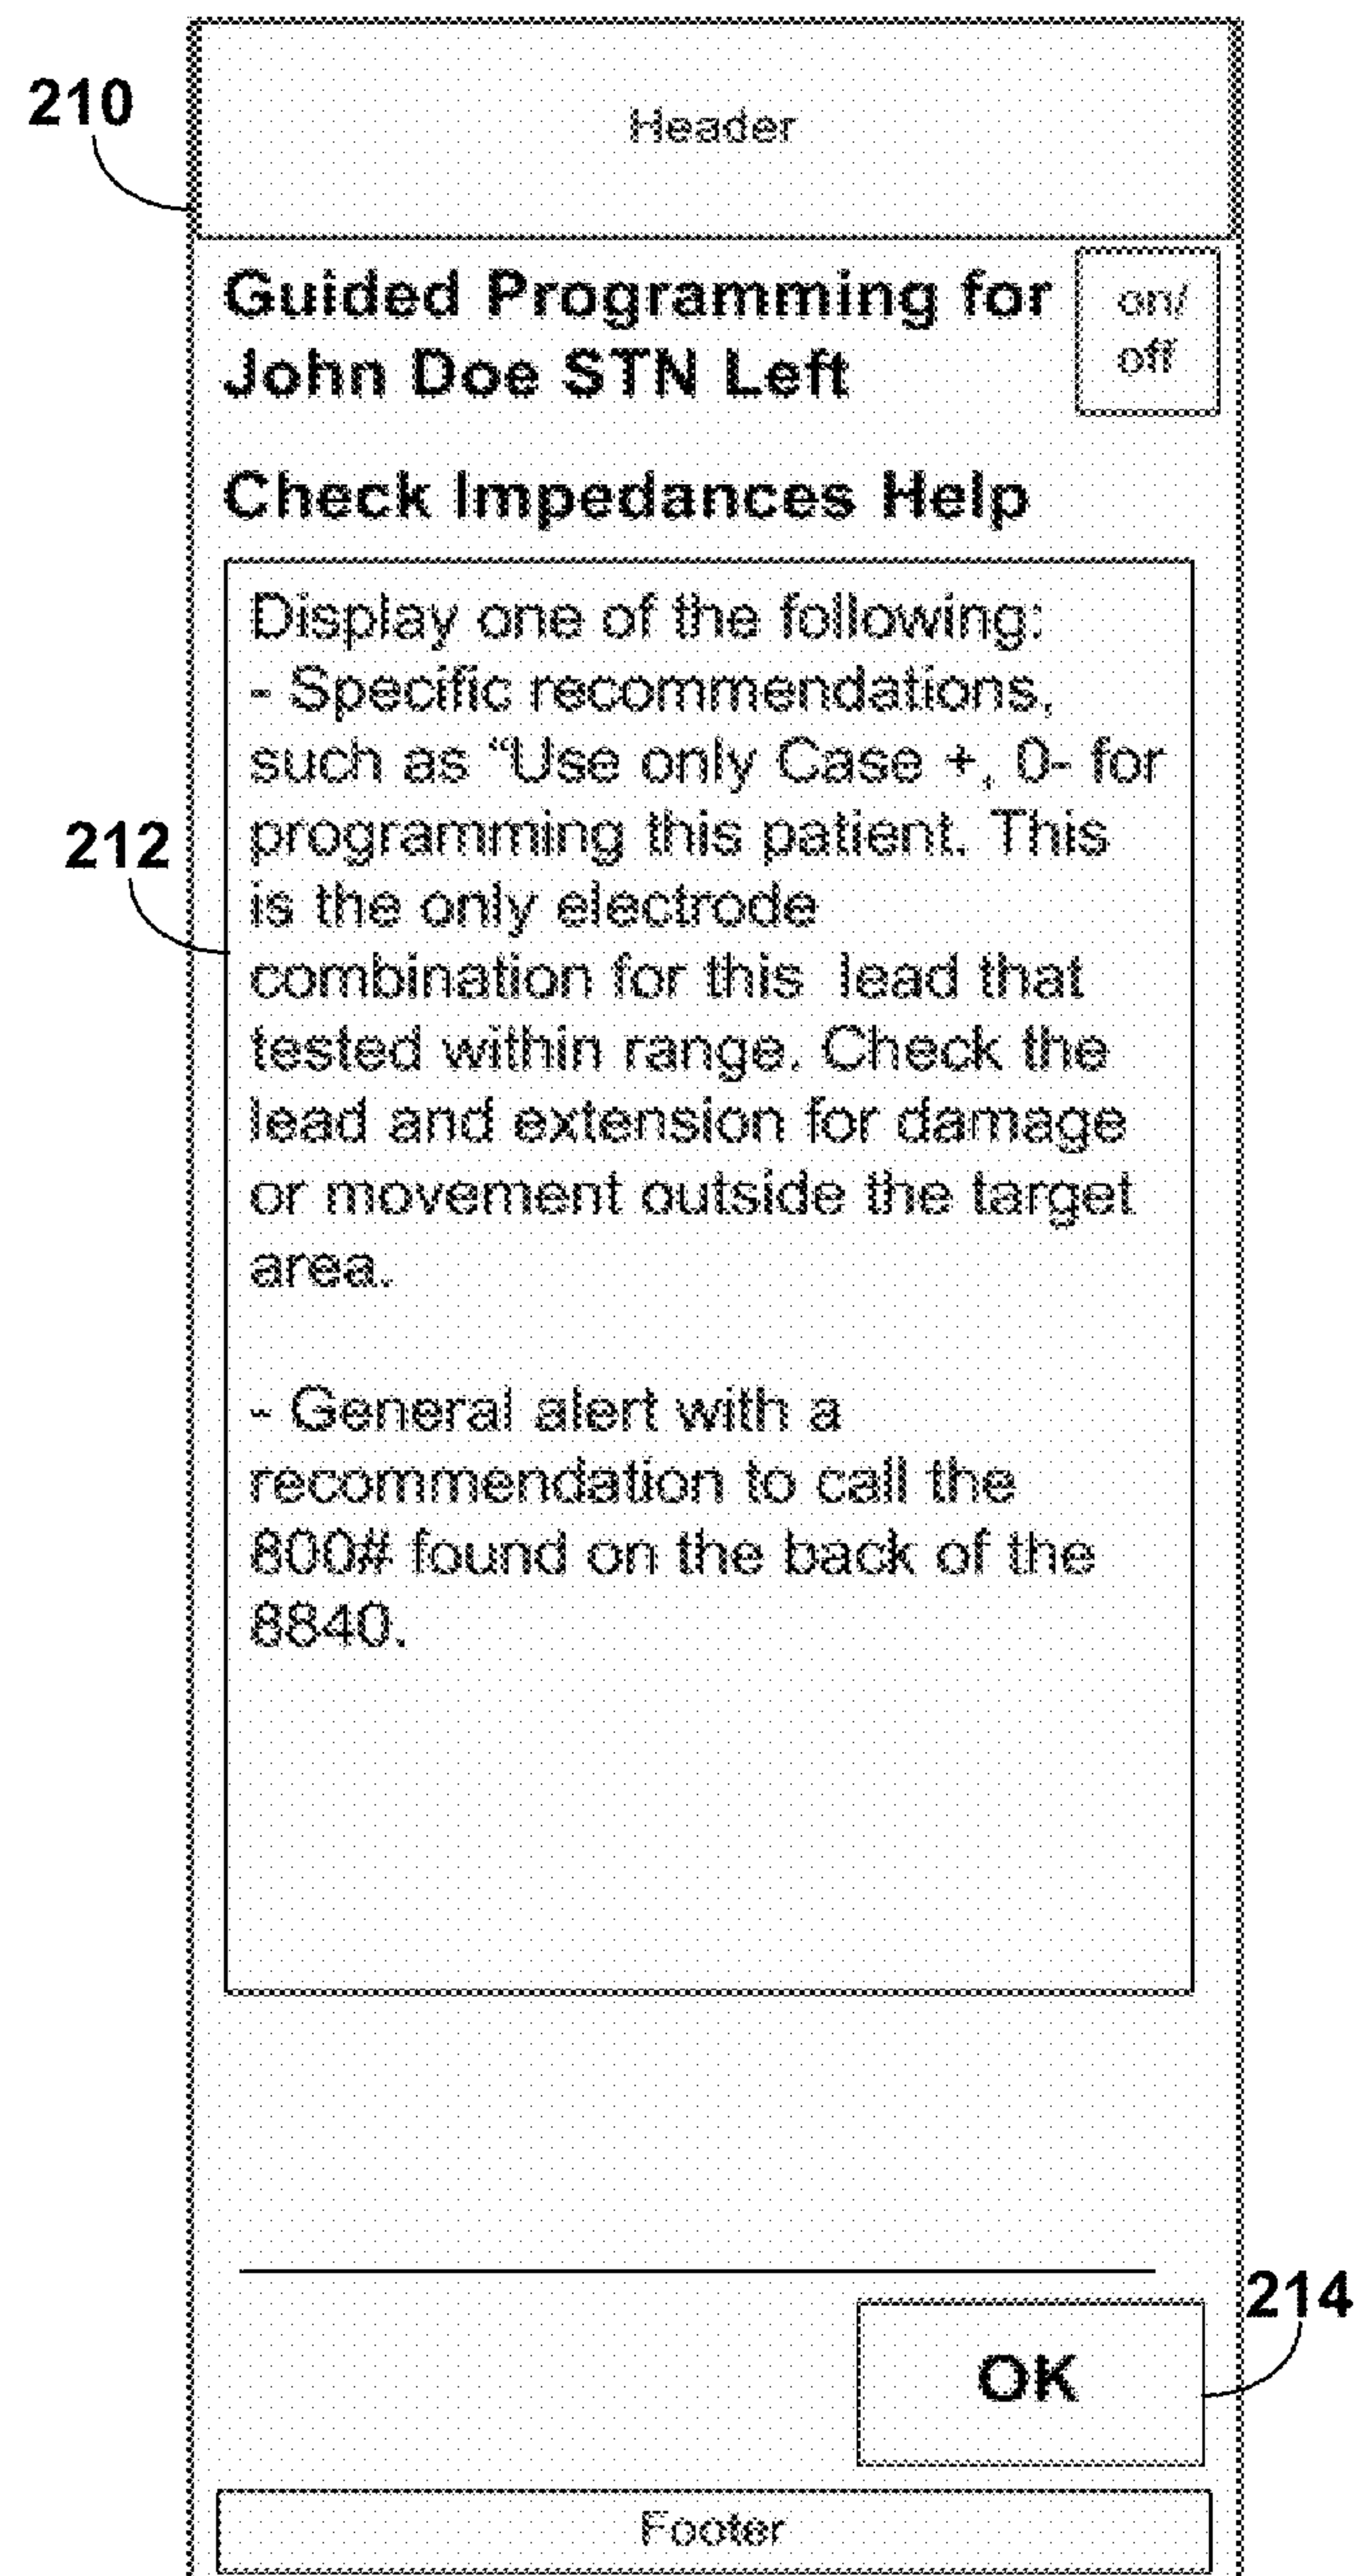 Header
210
Guided Programming for
John Doe STN Left
on/
off
Check Impedances Help
Display one of the following:
- Specific recommendations,
such as “Use only Case +, 0- for
programming this patient. This
is the only electrode
combination for this lead that
tested within range. Check the
lead and extension for damage
or movement outside the target
area.
212
- General alert with a
recommendation to call the
800# found on the back of the
8840.
OK
214
Footer